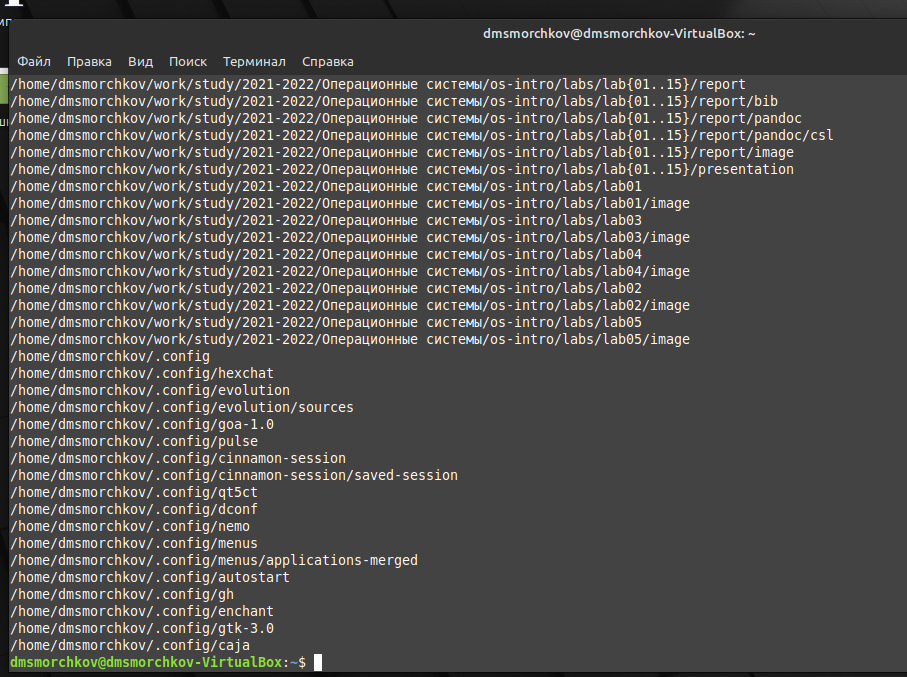 dmsmorchkov@dmsmorchkov-VirtualBox: ~
Файл Правка Вид Поиск Терминал Справка
/home/dmsmorchkov/work/study/2021-2022/Операционные системы/os-intro/labs/lab{01..15}/report
/home/dmsmorchkov/work/study/2021-2022/Операционные системы/os-intro/labs/lab{01..15}/report/bib
/home/dmsmorchkov/work/study/2021-2022/Операционные системы/os-intro/labs/lab{01..15}/report/pandoc
/home/dmsmorchkov/work/study/2021-2022/Операционные системы/os-intro/labs/lab{01..15}/report/pandoc/csl
/home/dmsmorchkov/work/study/2021-2022/Операционные системы/os-intro/labs/lab{01..15}/report/image
/home/dmsmorchkov/work/study/2021-2022/Операционные системы/os-intro/labs/lab{01..15}/presentation
/home/dmsmorchkov/work/study/2021-2022/Операционные системы/os-intro/labs/lab01
/home/dmsmorchkov/work/study/2021-2022/Операционные системы/os-intro/labs/lab01/image
/home/dmsmorchkov/work/study/2021-2022/Операционные системы/os-intro/labs/lab03
/home/dmsmorchkov/work/study/2021-2022/Операционные системы/os-intro/labs/lab03/image
/home/dmsmorchkov/work/study/2021-2022/Операционные системы/os-intro/labs/lab04
/home/dmsmorchkov/work/study/2021-2022/Операционные системы/os-intro/labs/lab04/image
/home/dmsmorchkov/work/study/2021-2022/Операционные системы/os-intro/labs/lab02
/home/dmsmorchkov/work/study/2021-2022/Операционные системы/os-intro/labs/lab02/image
/home/dmsmorchkov/work/study/2021-2022/Операционные системы/os-intro/labs/lab05
/home/dmsmorchkov/work/study/2021-2022/Операционные системы/os-intro/labs/lab05/image
/home/dmsmorchkov/.config
/home/dmsmorchkov/.config/hexchat
/home/dmsmorchkov/.config/evolution
/home/dmsmorchkov/.config/evolution/sources
/home/dmsmorchkov/.config/goa-1.0
/home/dmsmorchkov/.config/pulse
/home/dmsmorchkov/.config/cinnamon-session
/home/dmsmorchkov/.config/cinnamon-session/saved-session
/home/dmsmorchkov/.config/qt5ct
/home/dmsmorchkov/.config/dconf
/home/dmsmorchkov/.config/nemo
/home/dmsmorchkov/.config/menus
/home/dmsmorchkov/.config/menus/applications-merged
/home/dmsmorchkov/.config/autostart
/home/dmsmorchkov/.config/gh
/home/dmsmorchkov/.config/enchant
/home/dmsmorchkov/.config/gtk-3.0
/home/dmsmorchkov/.config/caja
dmsmorchkov@dmsmorchkov-VirtualBox:~$